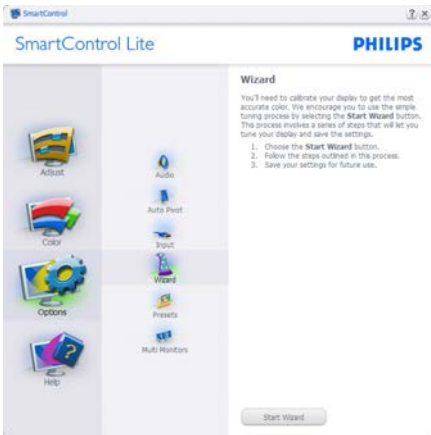 SmartControl
? x
SmartControl Lite
PHILIPS
Adjust
Color
Options
Help
Audio
Auto Pivot
Input
Wizard
Presets
Multi Monitors
Wizard
You'll need to calibrate your display to get the most
accurate color. We encourage you to use the simple
tuning process by selecting the Start Wizard button.
This process involves a series of steps that will let you
tune your display and save the settings.
1. Choose the Start Wizard button.
2. Follow the steps outlined in this process.
3. Save your settings for future use.
Start Wizard